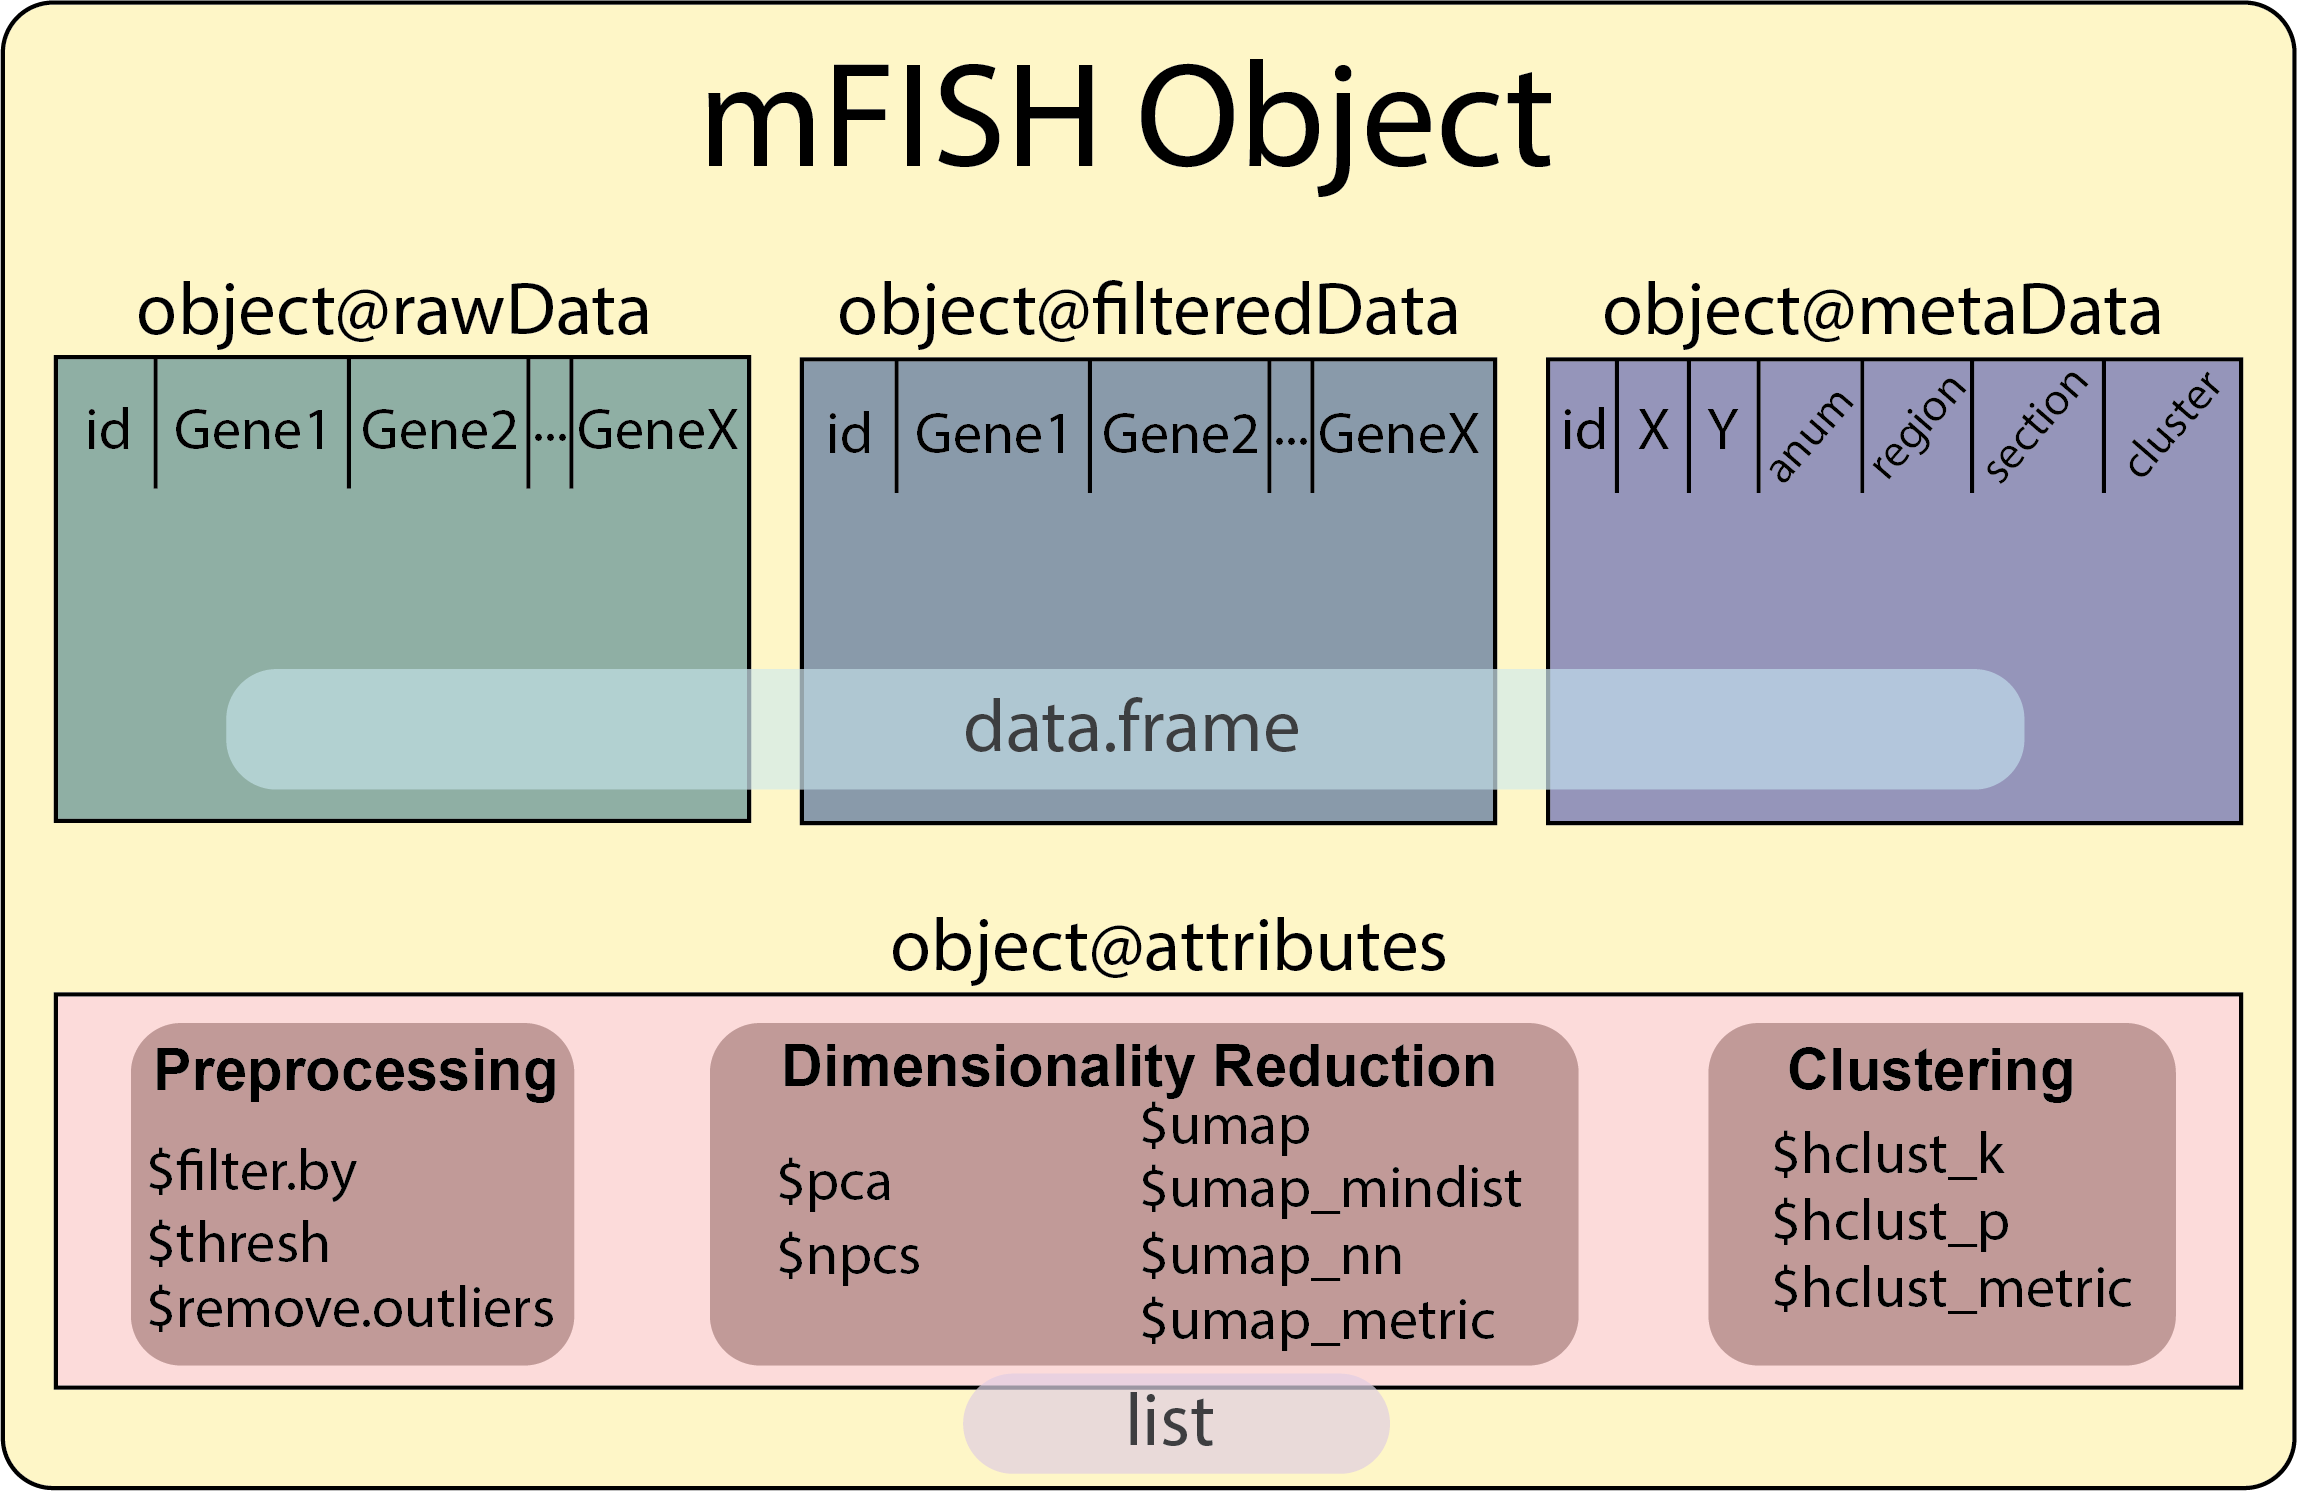 mFISH Object
object@rawData
id Gene1 Gene2 ... GeneX
object@filteredData
id Gene1 Gene2 ... GeneX
object@metaData
id X Y anum region section cluster
data.frame
object@attributes
Preprocessing
$filter.by
$thresh
$remove.outliers
Dimensionality Reduction
$pca
$npcs
$umap
$umap_mindist
$umap_nn
$umap_metric
Clustering
$hclust_k
$hclust_p
$hclust_metric
list